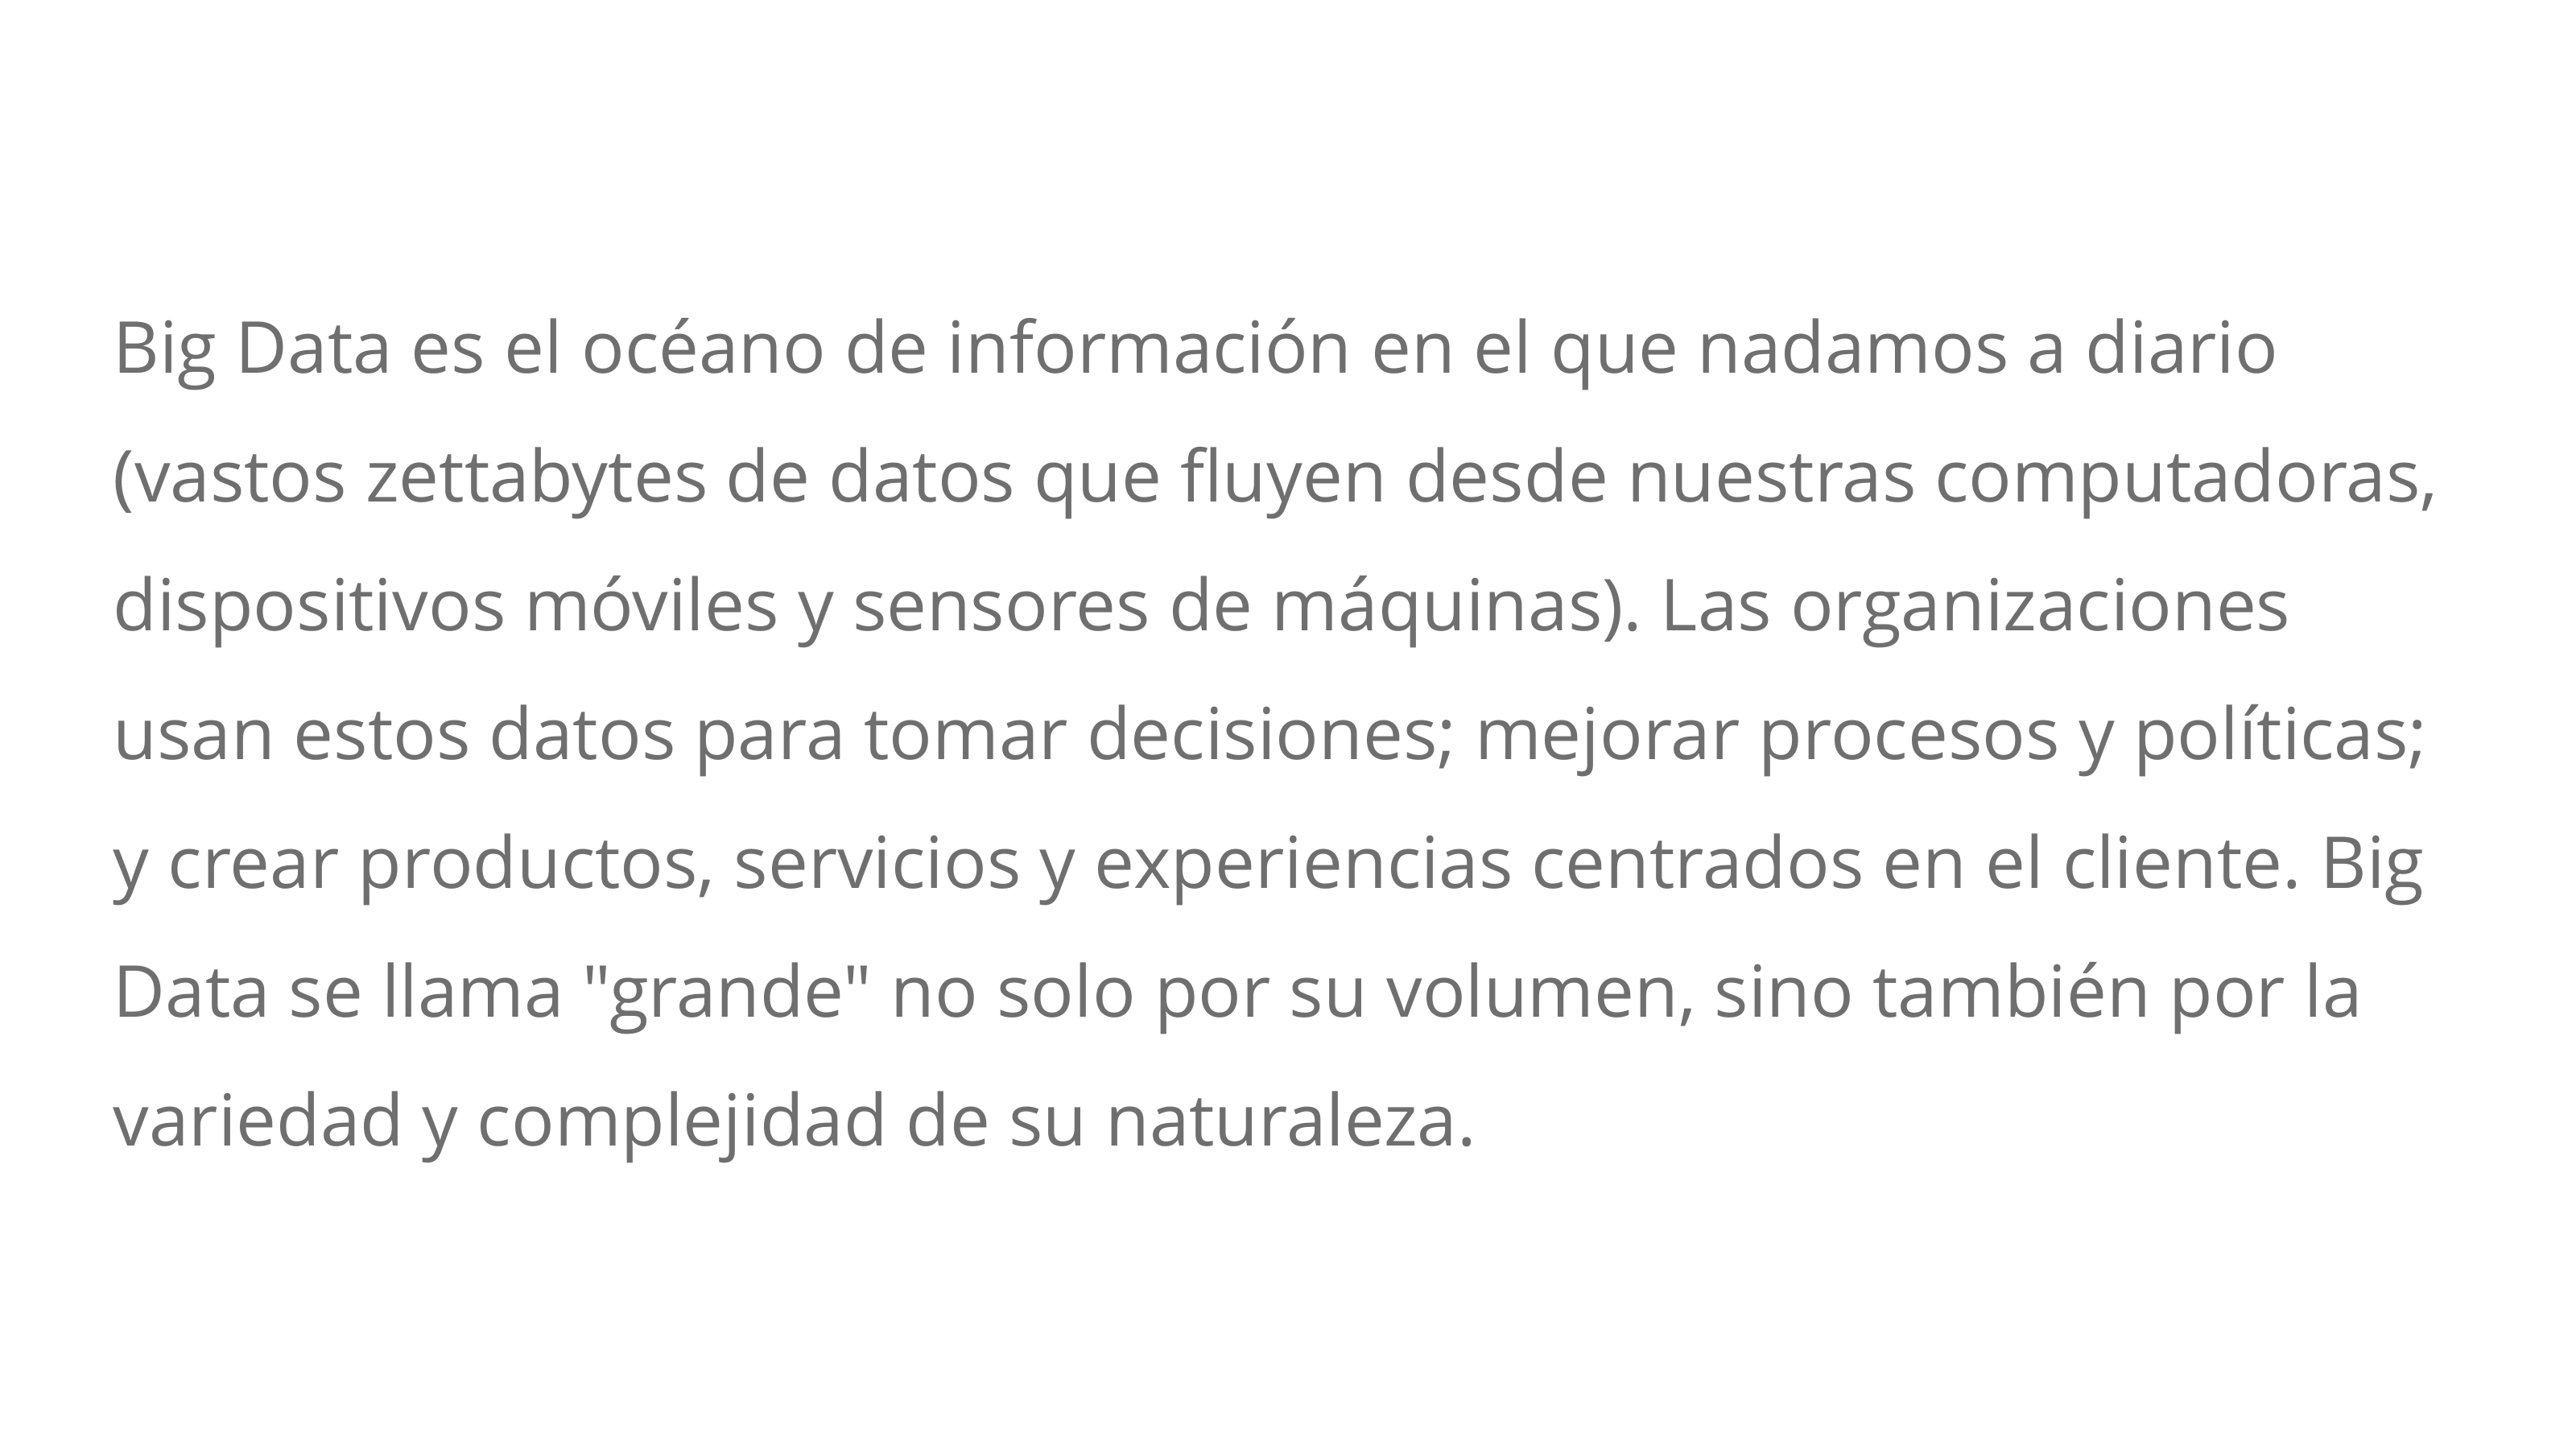 Big Data es el océano de información en el que nadamos a diario
(vastos zettabytes de datos que fluyen desde nuestras computadoras,
dispositivos móviles y sensores de máquinas). Las organizaciones
usan estos datos para tomar decisiones; mejorar procesos y políticas;
y crear productos, servicios y experiencias centrados en el cliente. Big
Data se llama "grande" no solo por su volumen, sino también por la
variedad y complejidad de su naturaleza.